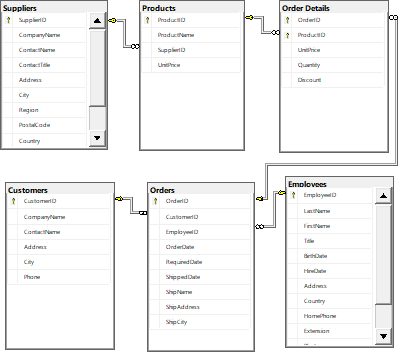 Suppliers
SupplierID
CompanyName
ContactName
ContactTitle
Address
City
Region
PostalCode
Country
Products
ProductID
ProductName
SupplierID
UnitPrice
Order Details
OrderID
ProductID
UnitPrice
Quantity
Discount
Customers
CustomerID
CompanyName
ContactName
Address
City
Phone
Orders
OrderID
CustomerID
EmployeeID
OrderDate
RequredDate
ShippedDate
ShipName
ShipAddress
ShipCity
Employees
EmployeeID
LastName
FirstName
Title
BirthDate
HireDate
Address
Country
HomePhone
Extension